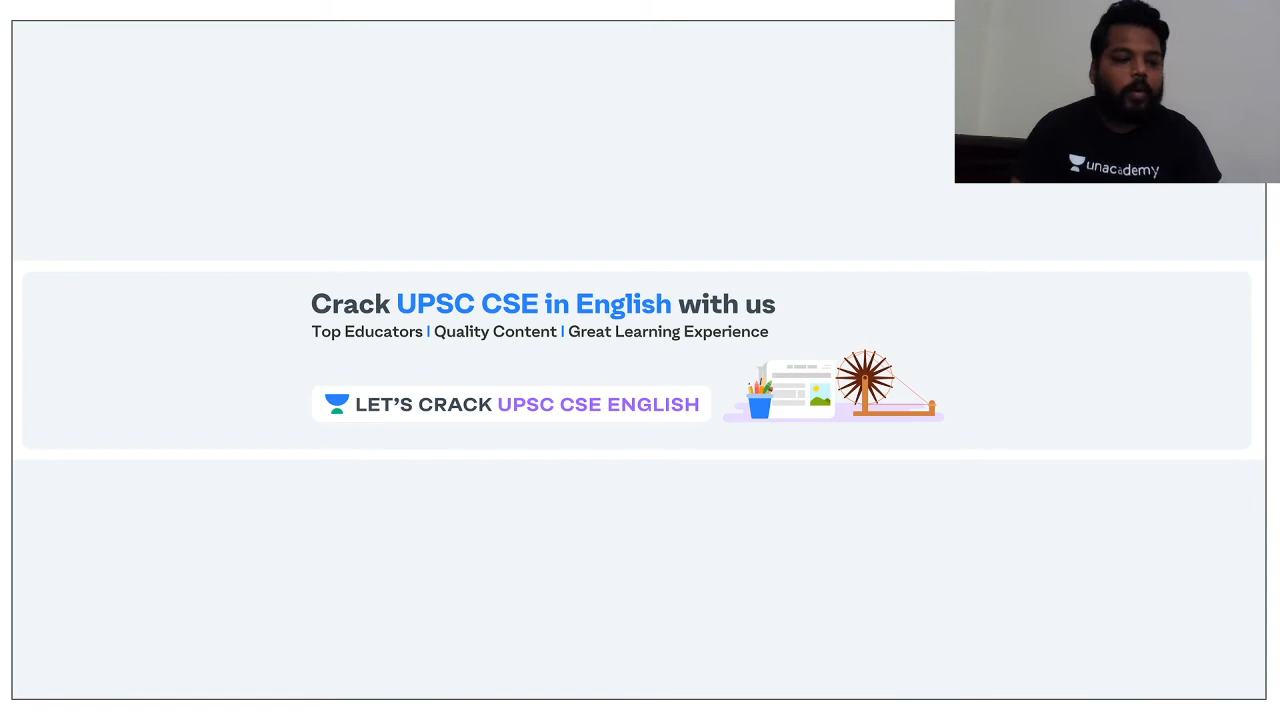 unacademy
Crack UPSC CSE in English with us
Top Educators | Quality Content | Great Learning Experience
LET'S CRACK UPSC CSE ENGLISH